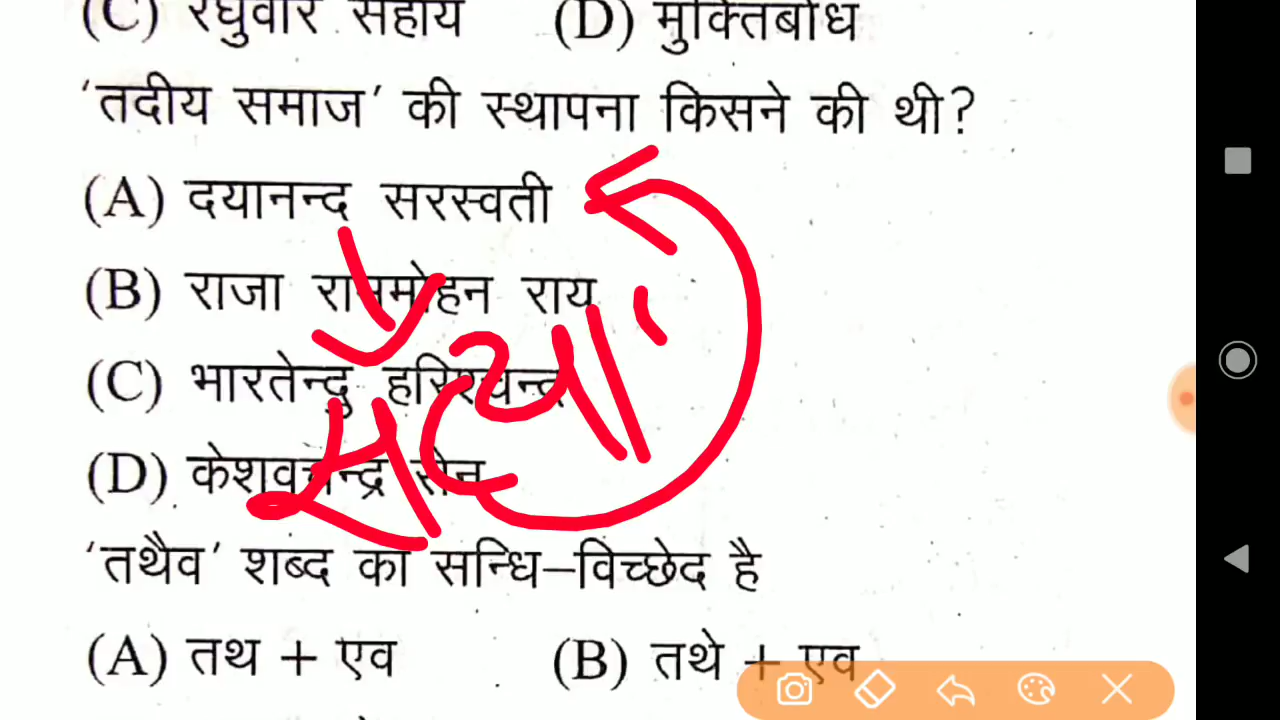 (C) रघुवीर सहाय (D) मुक्तिबोध
'तदीय समाज' की स्थापना किसने की थी?
(A) दयानन्द सरस्वती
(B) राजा राममोहन राय
(C) भारतेन्दु हरिश्चन्द्र
(D) केशवचन्द्र सेन
'तथैव' शब्द का सन्धि–विच्छेद है
(A) तथ + एव (B) तथे + एव